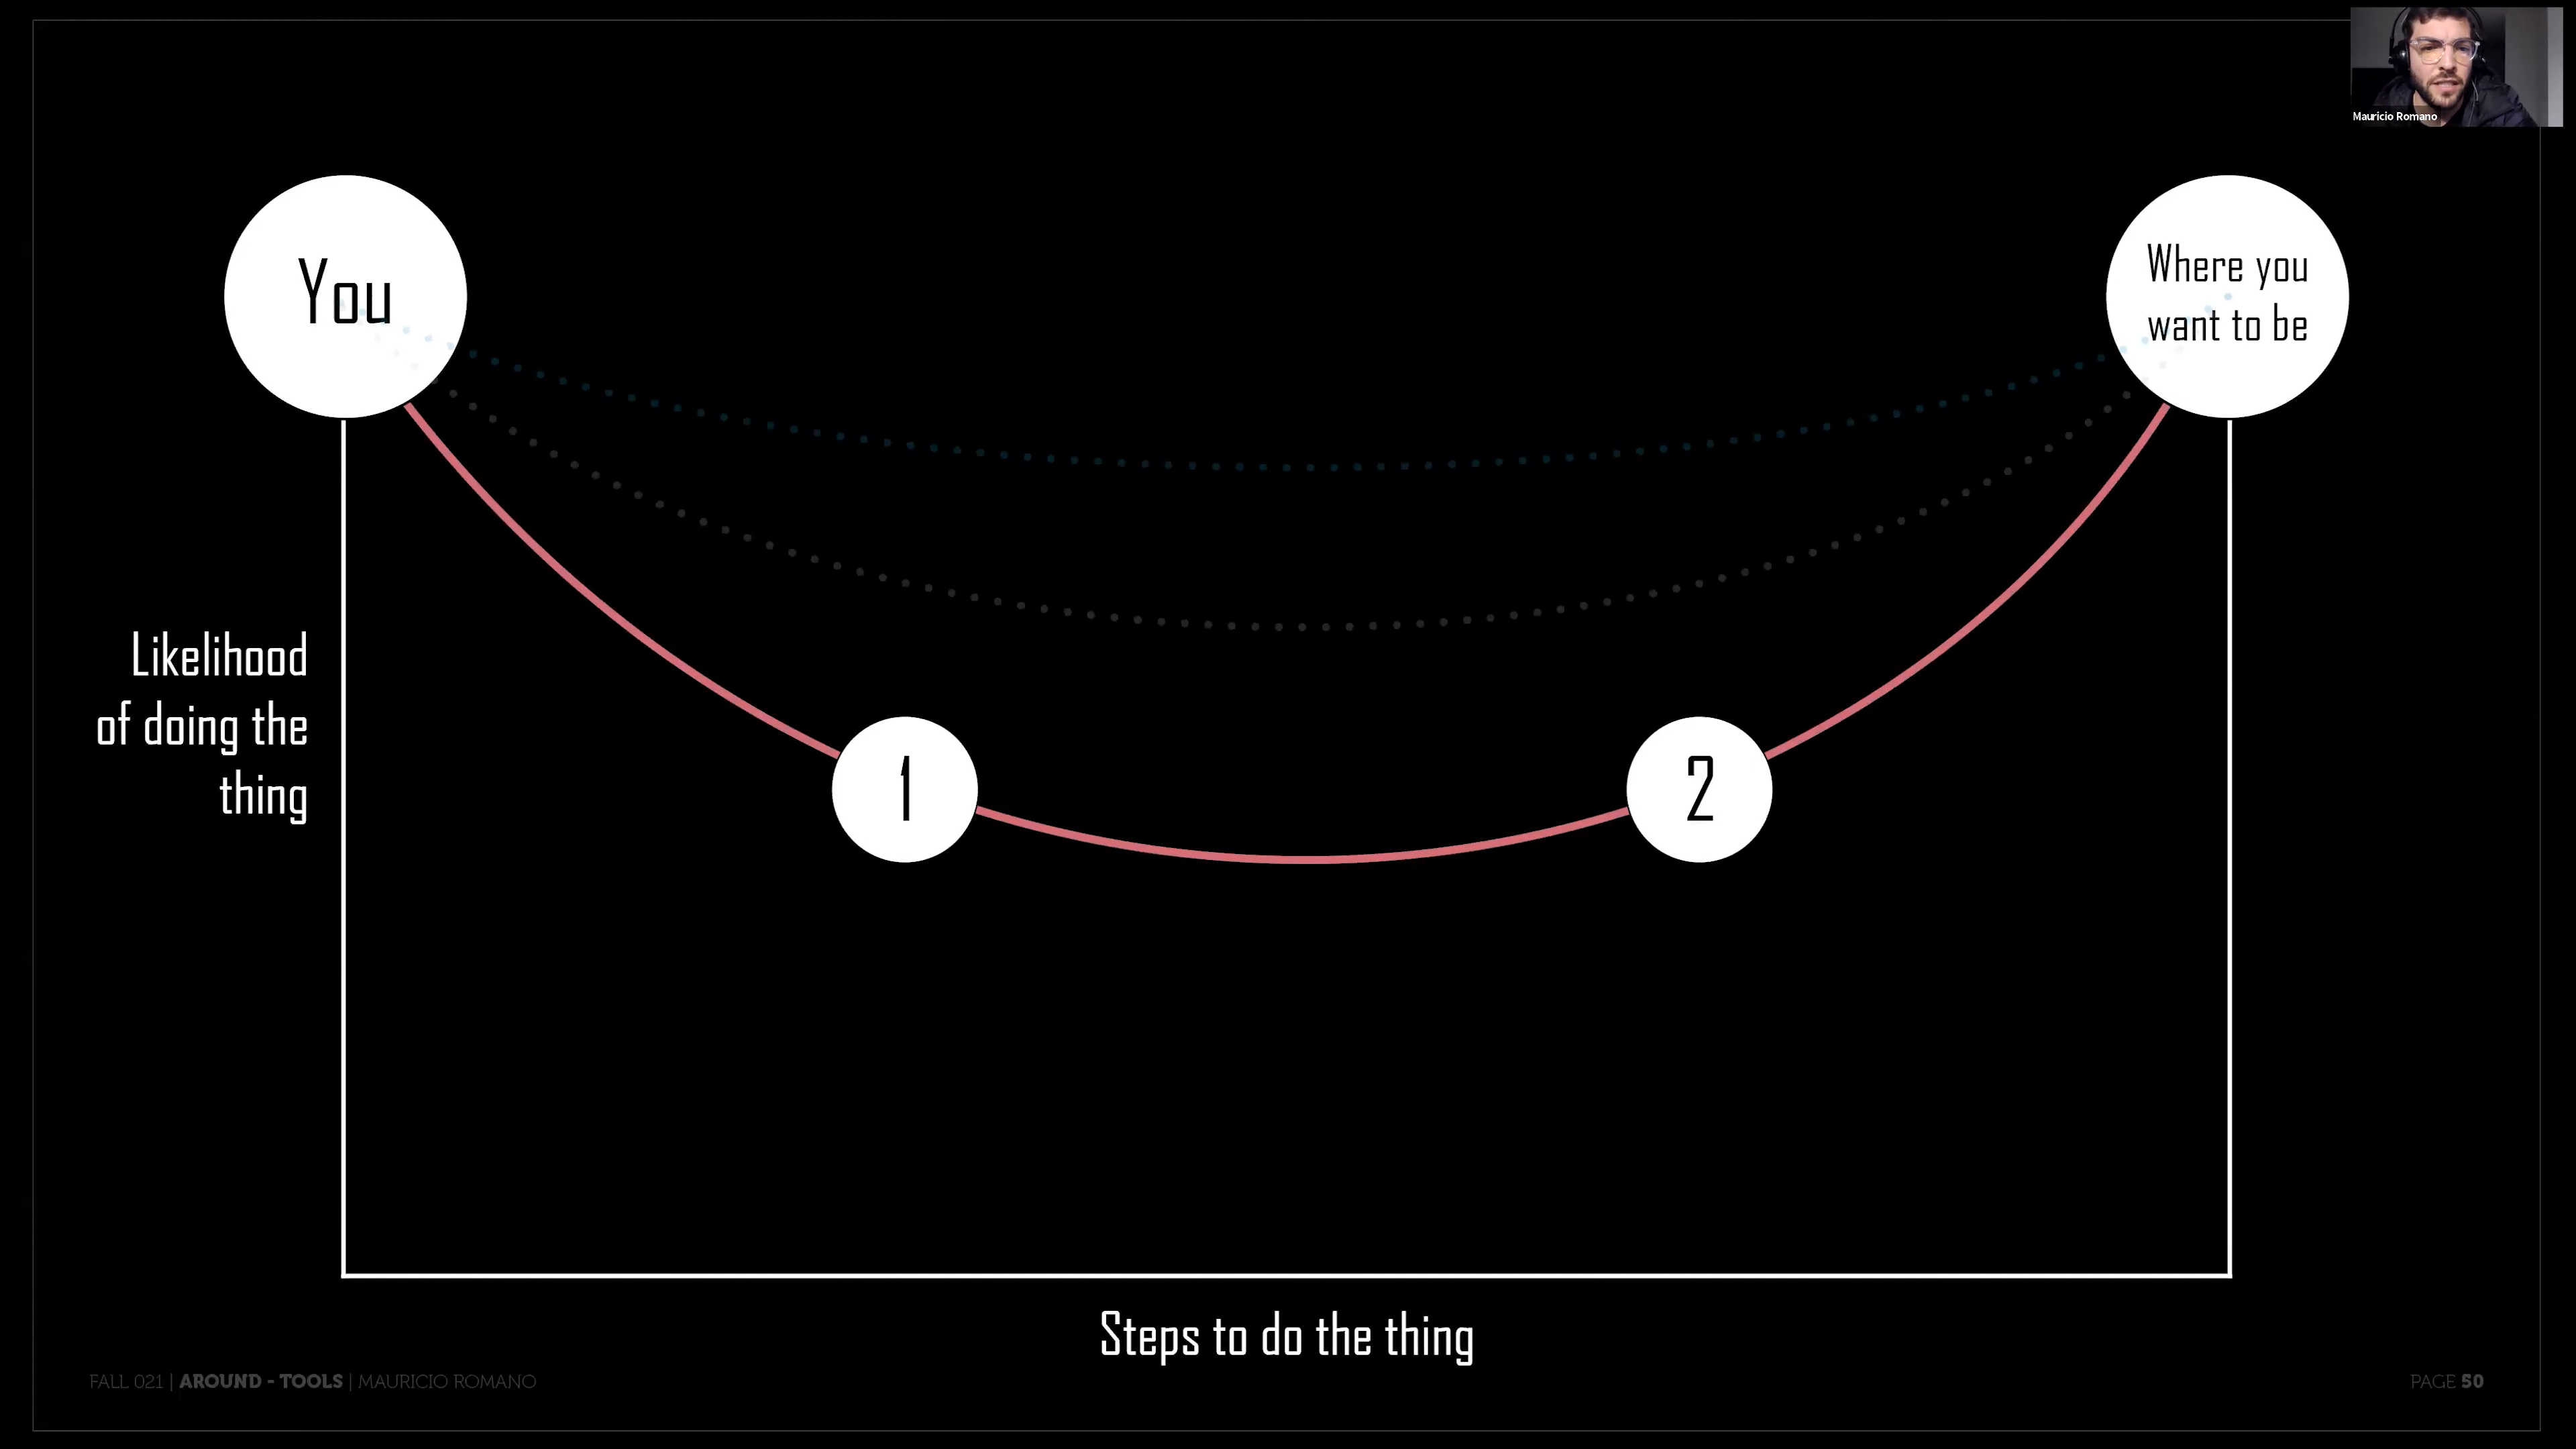 Mauricio Romano
You
Where you
want to be
Likelihood
of doing the
thing
1
2
Steps to do the thing
FALL 021 | AROUND - TOOLS | MAURICIO ROMANO
PAGE 50